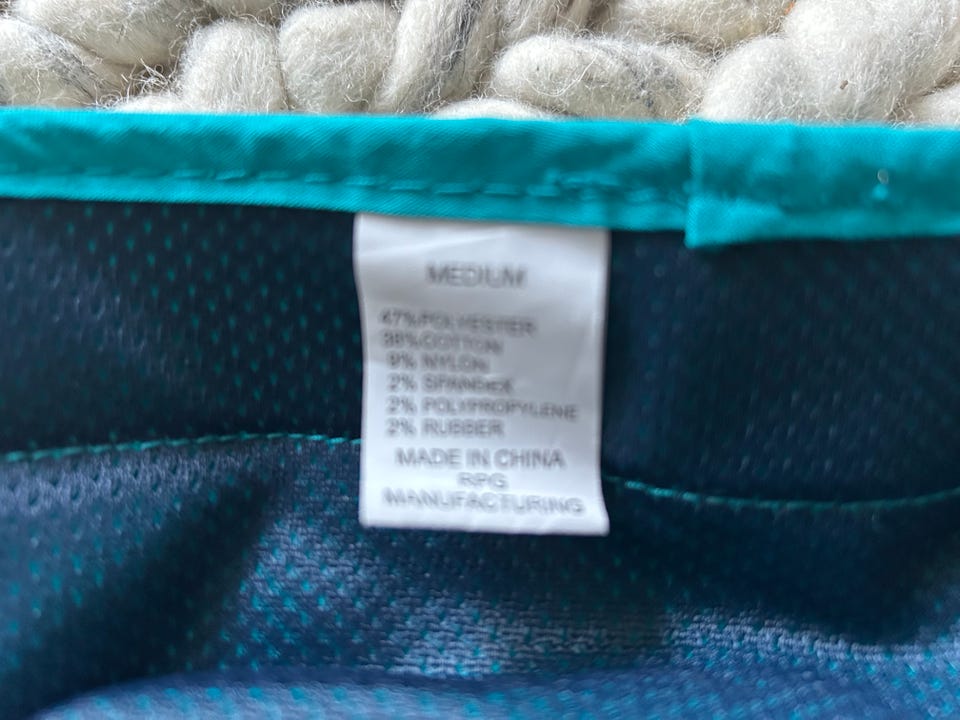 MEDIUM
47%POLYESTER
38%COTTON
9% NYLON
2% SPANDEX
2% POLYPROPYLENE
2% RUBBER
MADE IN CHINA
RPG
MANUFACTURING